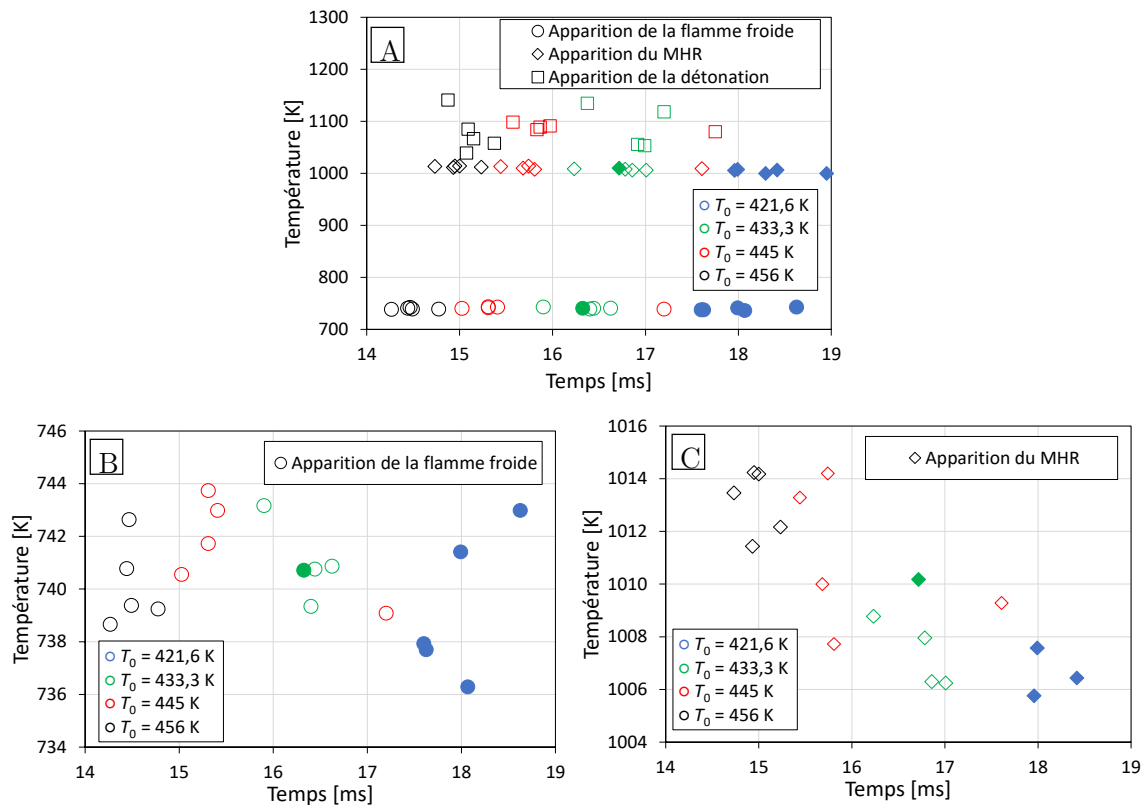 A
Température [K]
1300
1200
1100
1000
900
800
700
Apparition de la flamme froide
Apparition du MHR
Apparition de la détonation
T0 = 421,6 K
T0 = 433,3 K
T0 = 445 K
T0 = 456 K
14 15 16 17 18 19
Temps [ms]
B
Température [K]
746
744
742
740
738
736
734
Apparition de la flamme froide
T0 = 421,6 K
T0 = 433,3 K
T0 = 445 K
T0 = 456 K
14 15 16 17 18 19
Temps [ms]
C
Température [K]
1016
1014
1012
1010
1008
1006
1004
Apparition du MHR
T0 = 421,6 K
T0 = 433,3 K
T0 = 445 K
T0 = 456 K
14 15 16 17 18 19
Temps [ms]